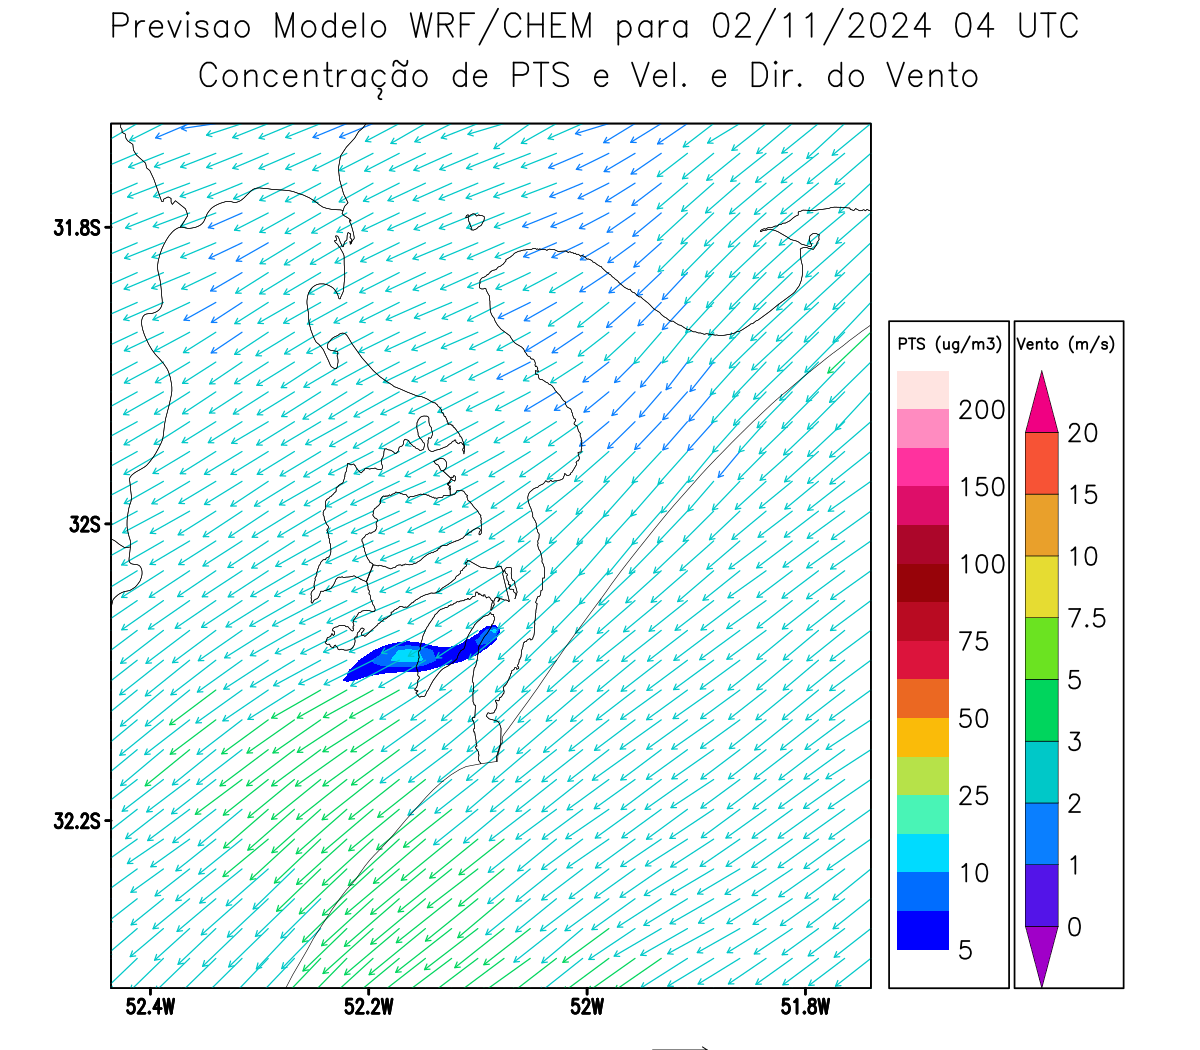 Previsao Modelo WRF/CHEM para 02/11/2024 04 UTC
Concentração de PTS e Vel. e Dir. do Vento
31.8S
32S
32.2S
52.4W
52.2W
52W
51.8W
PTS (ug/m3)
200
150
100
75
50
25
10
5
Vento (m/s)
20
15
10
7.5
5
3
2
1
0